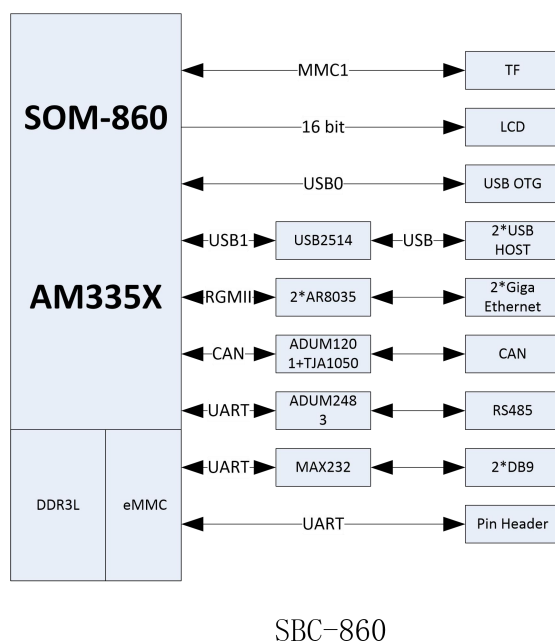 SOM-860
AM335X
DDR3L
eMMC
MMC1
TF
16 bit
LCD
USB0
USB OTG
USB1
USB2514
USB
2*USB
HOST
RGMII
2*AR8035
2*Giga
Ethernet
CAN
ADUM120
1+TJA1050
CAN
UART
ADUM248
3
RS485
UART
MAX232
2*DB9
UART
Pin Header
SBC-860